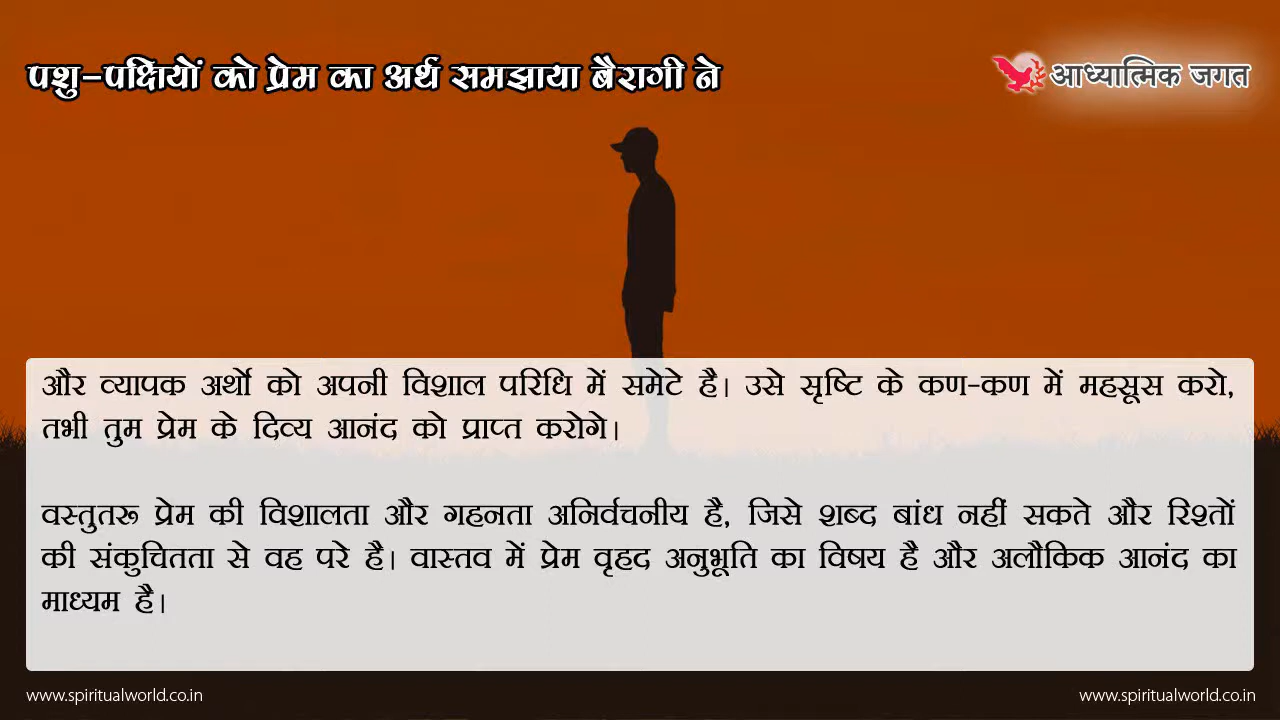 पशु-पक्षियों को प्रेम का अर्थ समझाया बैरागी ने
आध्यात्मिक जगत
और व्यापक अर्थो को अपनी विशाल परिधि में समेटे है। उसे सृष्टि के कण-कण में महसूस करो,
तभी तुम प्रेम के दिव्य आनंद को प्राप्त करोगे।
वस्तुतरू प्रेम की विशालता और गहनता अनिर्वचनीय है, जिसे शब्द बांध नहीं सकते और रिश्तों
की संकुचितता से वह परे है। वास्तव में प्रेम वृहद अनुभूति का विषय है और अलौकिक आनंद का
माध्यम है।
www.spiritualworld.co.in
www.spiritualworld.co.in